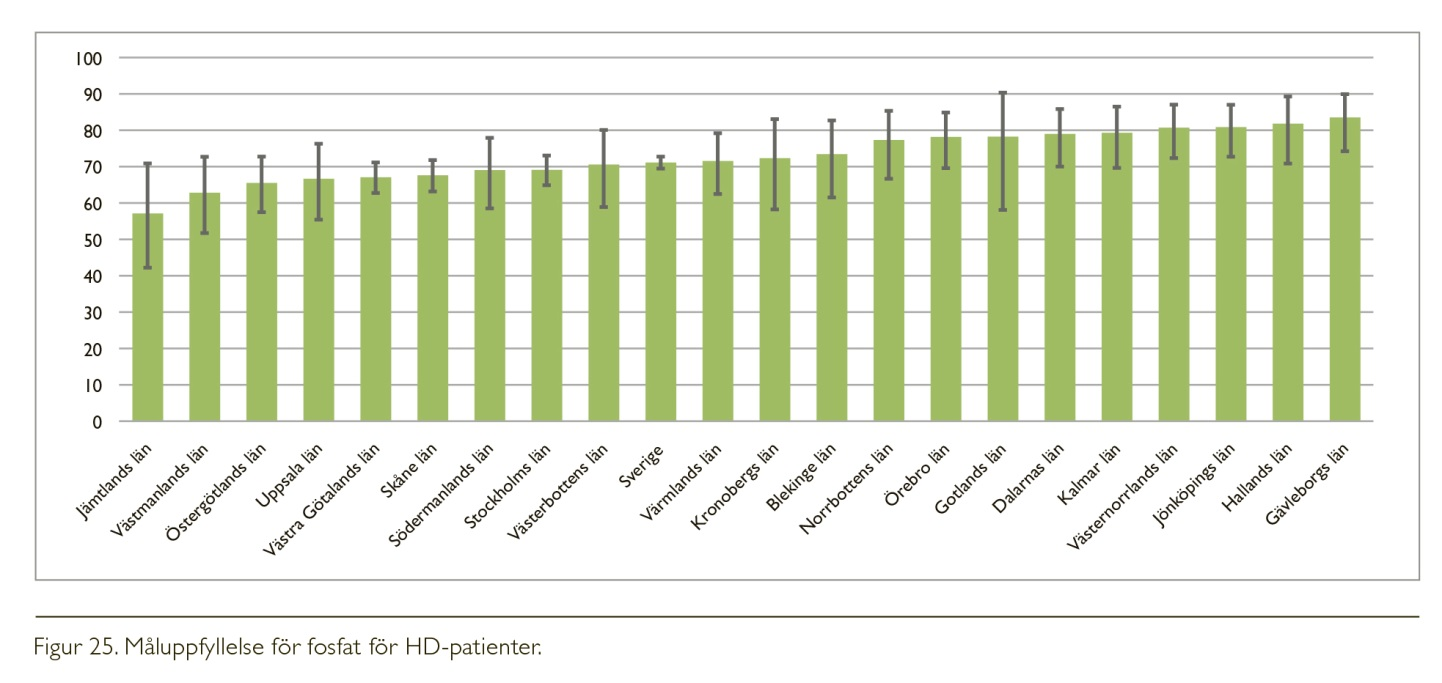 100
90
80
70
60
50
40
30
20
10
0
Jämtlands län
Västmanlands län
Östergötlands län
Uppsala län
Västra Götalands län
Skåne län
Södermanlands län
Stockholms län
Västerbottens län
Sverige
Värmlands län
Kronobergs län
Blekinge län
Norrbottens län
Örebro län
Gotlands län
Dalarnas län
Kalmar län
Västernorrlands län
Jönköpings län
Hallands län
Gävleborgs län
Figur 25. Måluppfyllelse för fosfat för HD-patienter.